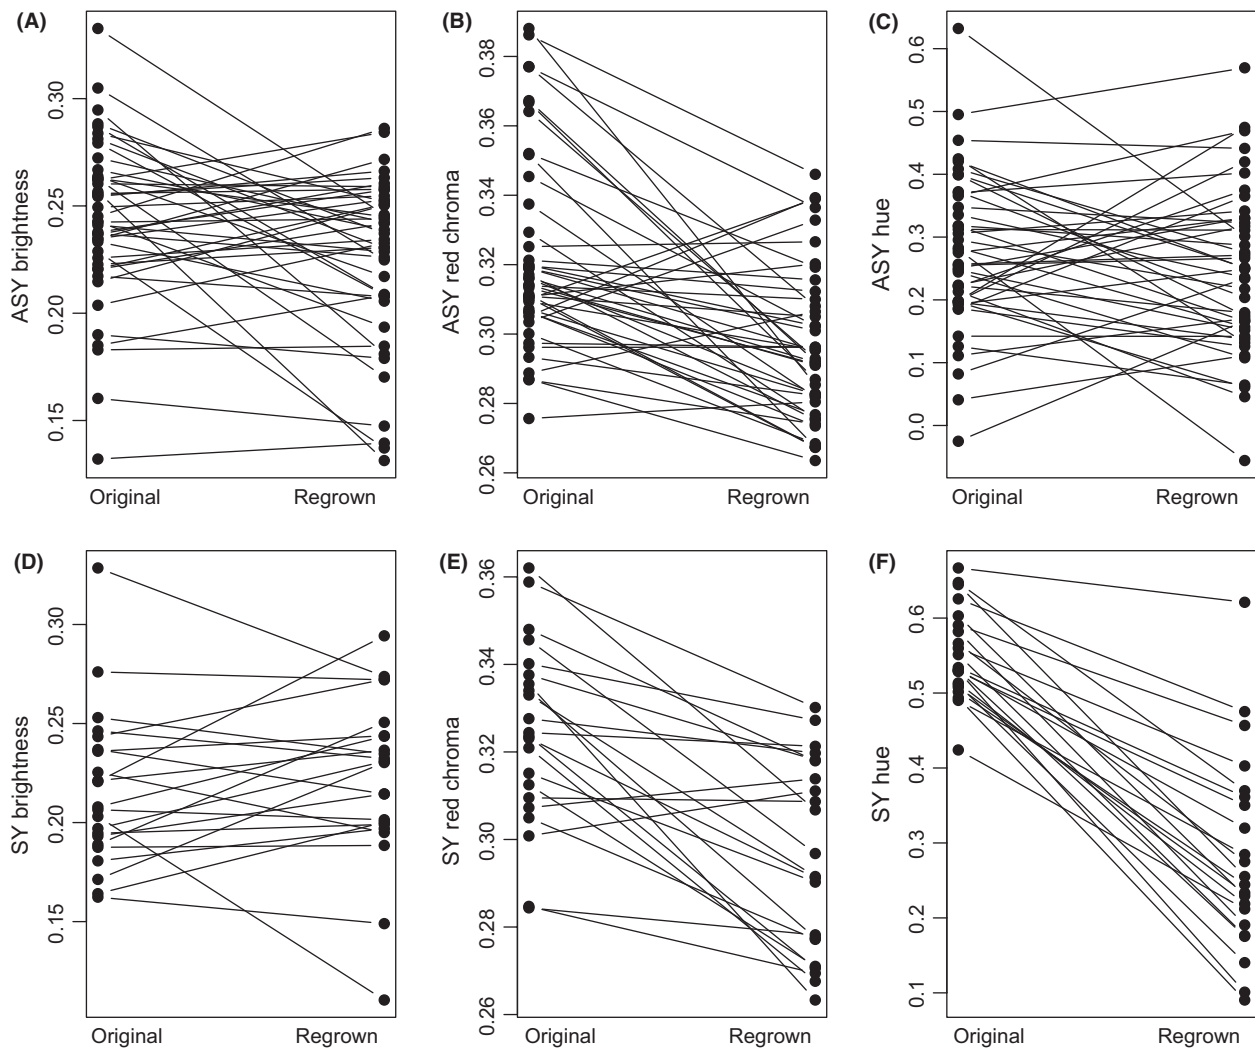 (A)
ASY brightness
0.30
0.25
0.20
0.15
Original Regrown
(B)
ASY red chroma
0.38
0.36
0.34
0.32
0.30
0.28
0.26
Original Regrown
(C)
ASY hue
0.6
0.5
0.4
0.3
0.2
0.1
0.0
Original Regrown
(D)
SY brightness
0.30
0.25
0.20
0.15
Original Regrown
(E)
SY red chroma
0.36
0.34
0.32
0.30
0.28
0.26
Original Regrown
(F)
SY hue
0.6
0.5
0.4
0.3
0.2
0.1
Original Regrown